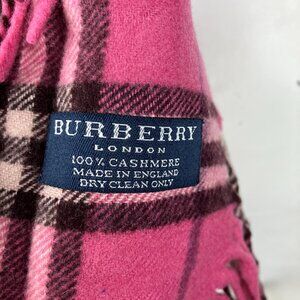 BURBERRY
LONDON
100% CASHMERE
MADE IN ENGLAND
DRY CLEAN ONLY